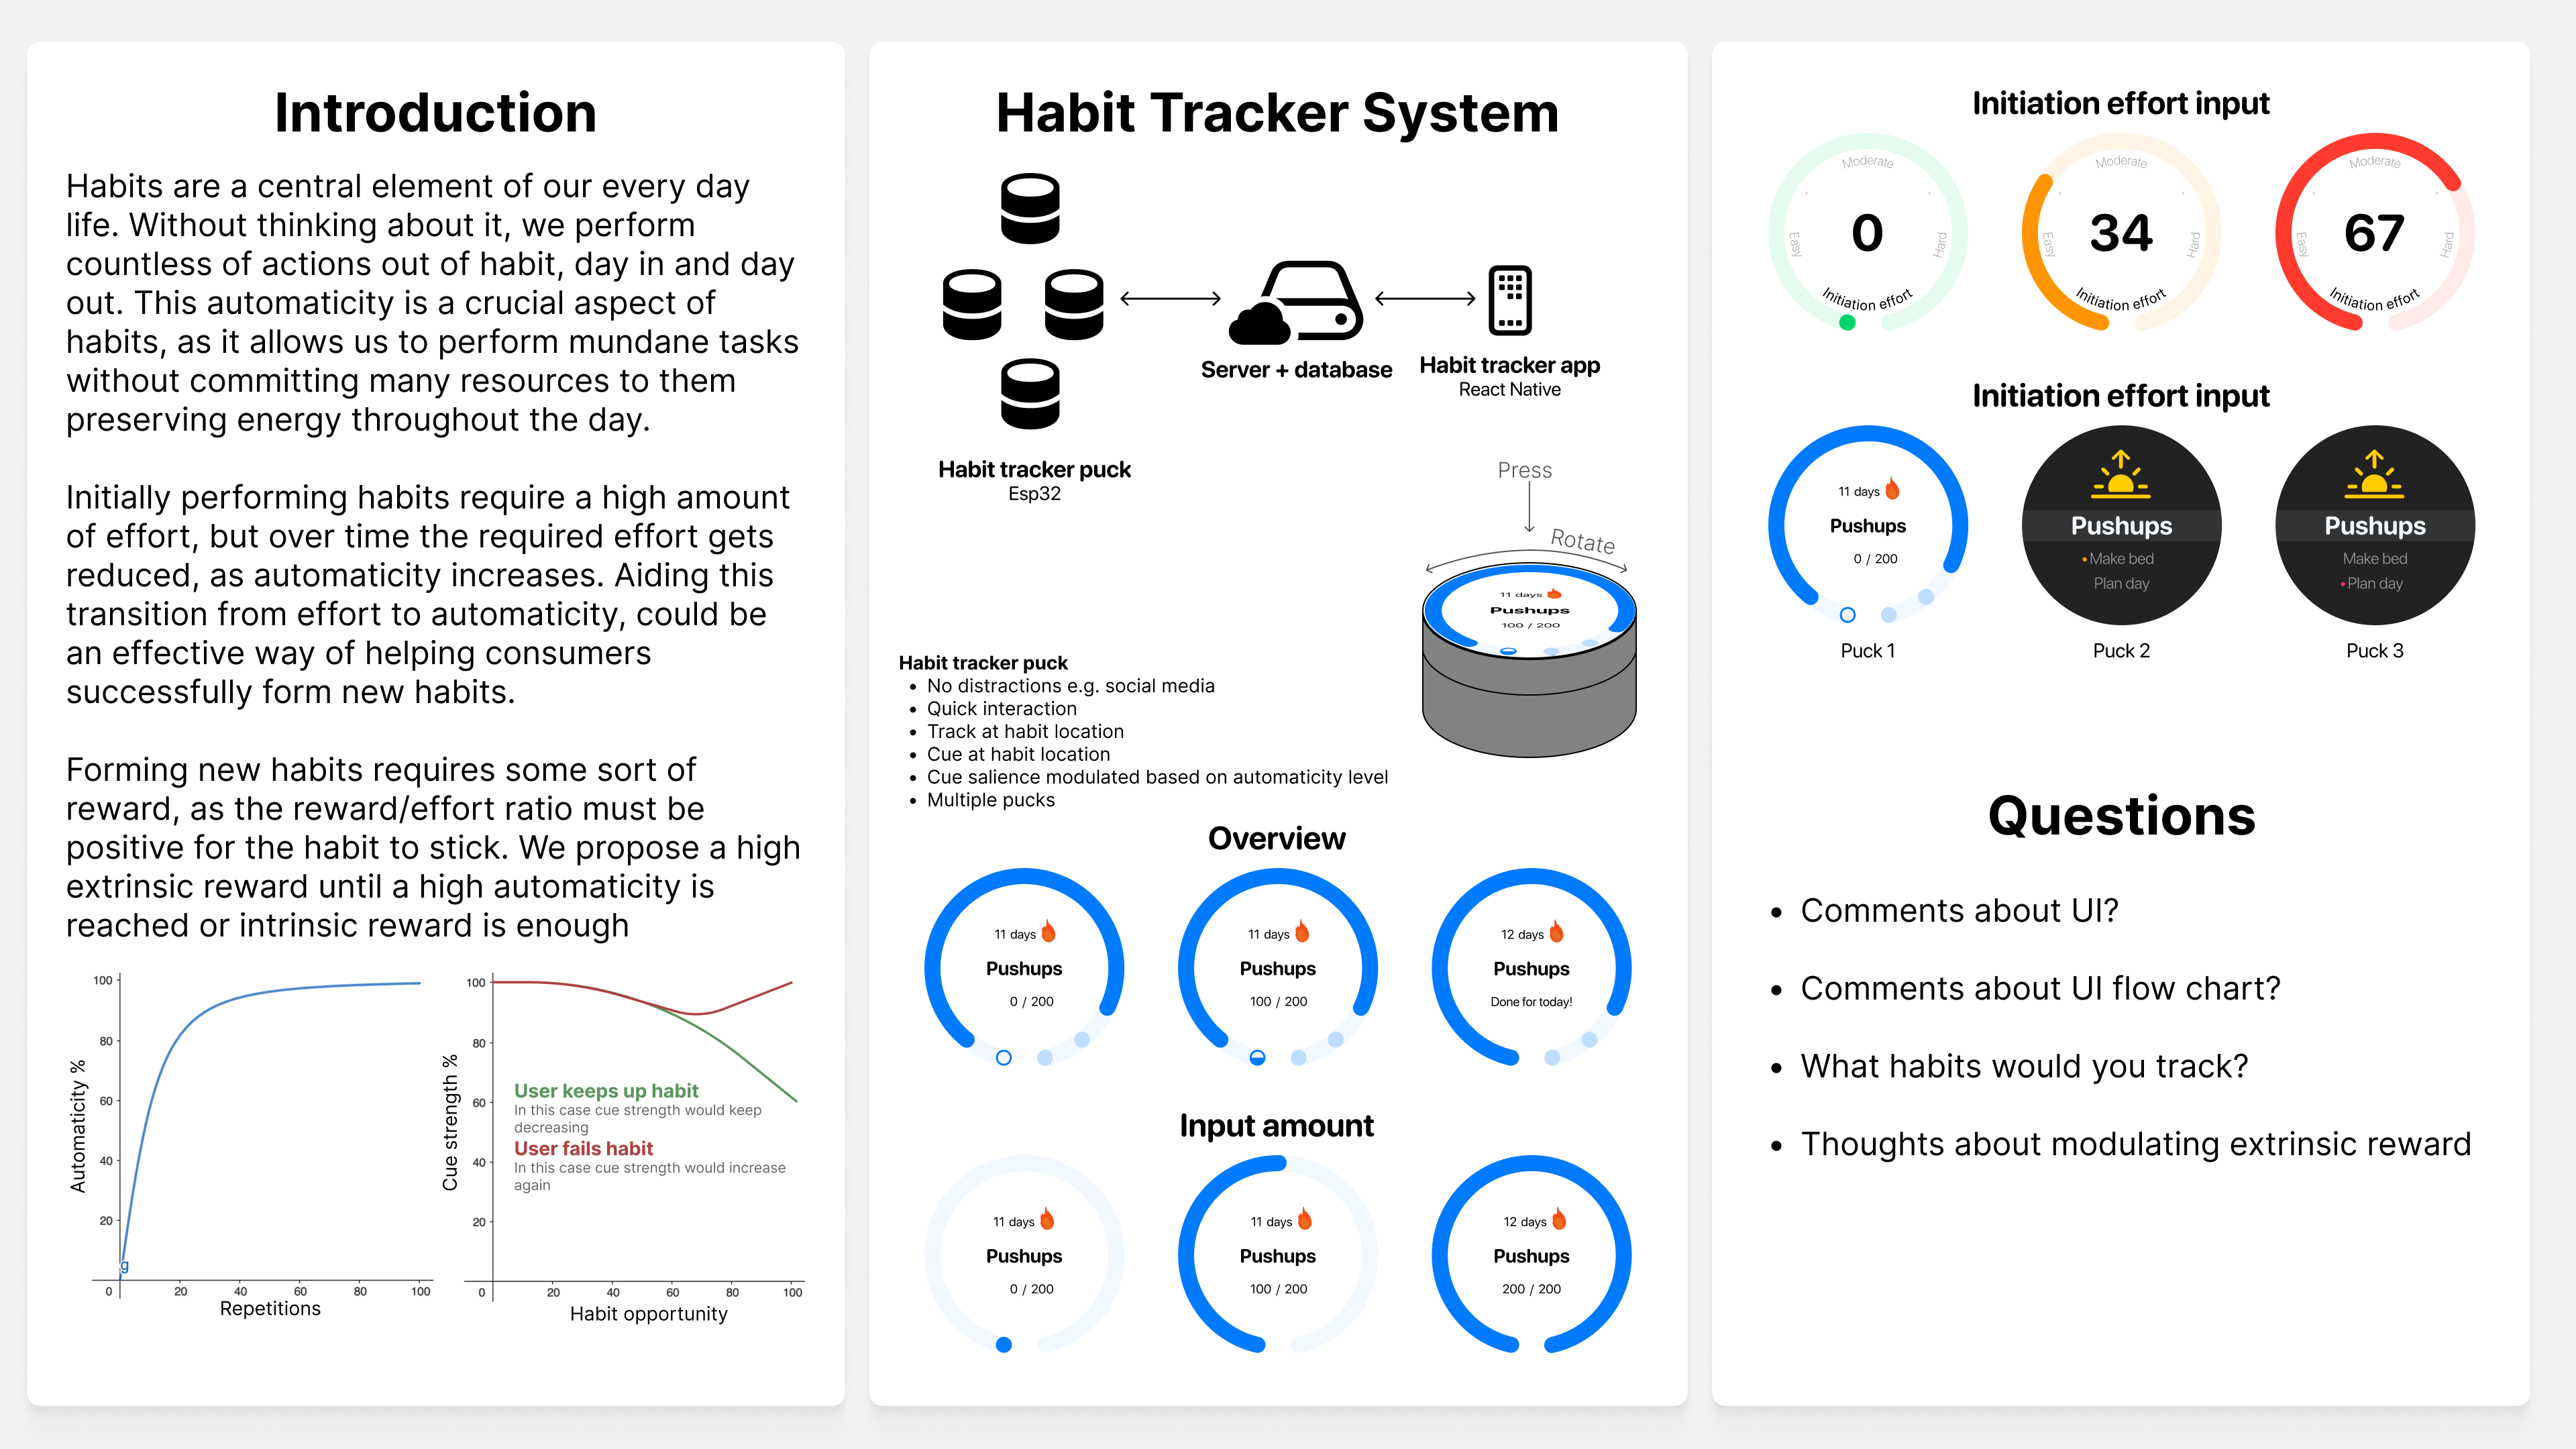 Introduction
Habits are a central element of our every day
life. Without thinking about it, we perform
countless of actions out of habit, day in and day
out. This automaticity is a crucial aspect of
habits, as it allows us to perform mundane tasks
without committing many resources to them
preserving energy throughout the day.
Initially performing habits require a high amount
of effort, but over time the required effort gets
reduced, as automaticity increases. Aiding this
transition from effort to automaticity, could be
an effective way of helping consumers
successfully form new habits.
Forming new habits requires some sort of
reward, as the reward/effort ratio must be
positive for the habit to stick. We propose a high
extrinsic reward until a high automaticity is
reached or intrinsic reward is enough
Automaticity %
100
80
60
40
20
g
0
20
40
60
80
100
Repetitions
Cue strength %
100
80
60
40
20
User keeps up habit
In this case cue strength would keep
decreasing
User fails habit
In this case cue strength would increase
again
0
20
40
60
80
100
Habit opportunity
Habit Tracker System
Server + database
Habit tracker app
React Native
Habit tracker puck
Esp32
Press
Rotate
11 days
Pushups
100 / 200
Habit tracker puck
• No distractions e.g. social media
• Quick interaction
• Track at habit location
• Cue at habit location
• Cue salience modulated based on automaticity level
• Multiple pucks
Overview
11 days
Pushups
0 / 200
11 days
Pushups
100 / 200
12 days
Pushups
Done for today!
Input amount
11 days
Pushups
0 / 200
11 days
Pushups
100 / 200
12 days
Pushups
200 / 200
Initiation effort input
Moderate
Easy
0
Hard
Initiation effort
Moderate
Easy
34
Hard
Initiation effort
Moderate
Easy
67
Hard
Initiation effort
Initiation effort input
11 days
Pushups
0 / 200
Puck 1
Pushups
• Make bed
Plan day
Puck 2
Pushups
Make bed
• Plan day
Puck 3
Questions
• Comments about UI?
• Comments about UI flow chart?
• What habits would you track?
• Thoughts about modulating extrinsic reward